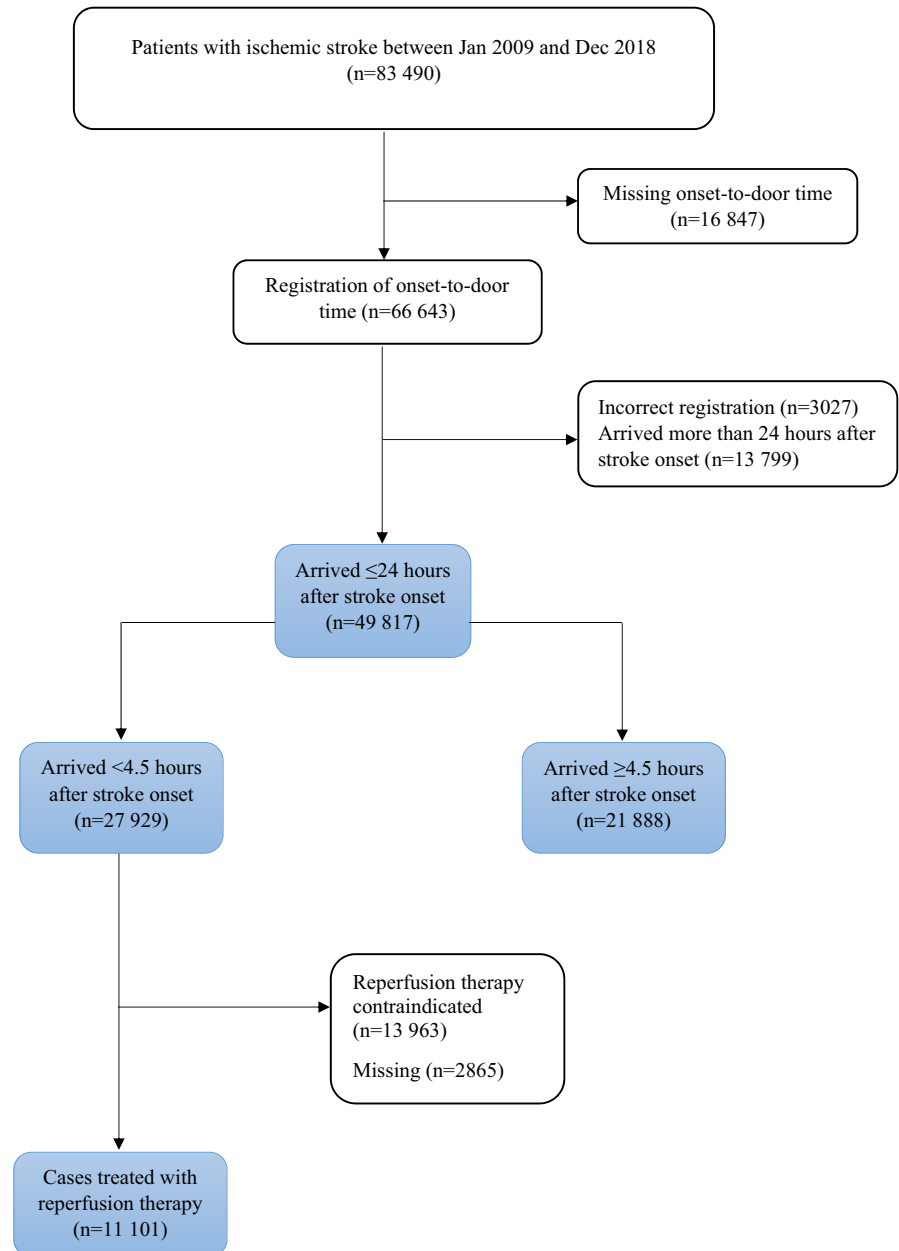 Patients with ischemic stroke between Jan 2009 and Dec 2018
(n=83 490)
Missing onset-to-door time
(n=16 847)
Registration of onset-to-door
time (n=66 643)
Incorrect registration (n=3027)
Arrived more than 24 hours after
stroke onset (n=13 799)
Arrived ≤24 hours
after stroke onset
(n=49 817)
Arrived <4.5 hours
after stroke onset
(n=27 929)
Arrived ≥4.5 hours
after stroke onset
(n=21 888)
Reperfusion therapy
contraindicated
(n=13 963)
Missing (n=2865)
Cases treated with
reperfusion therapy
(n=11 101)